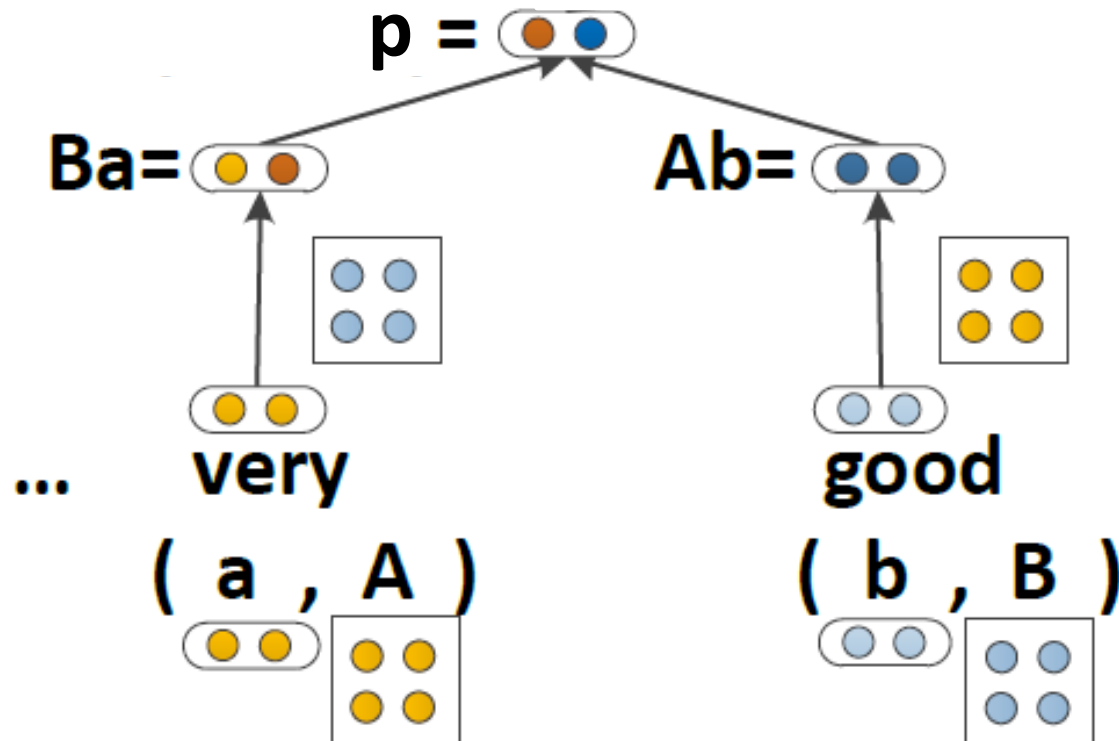 p =
Ba= Ab=
... very good
( a , A ) ( b , B )